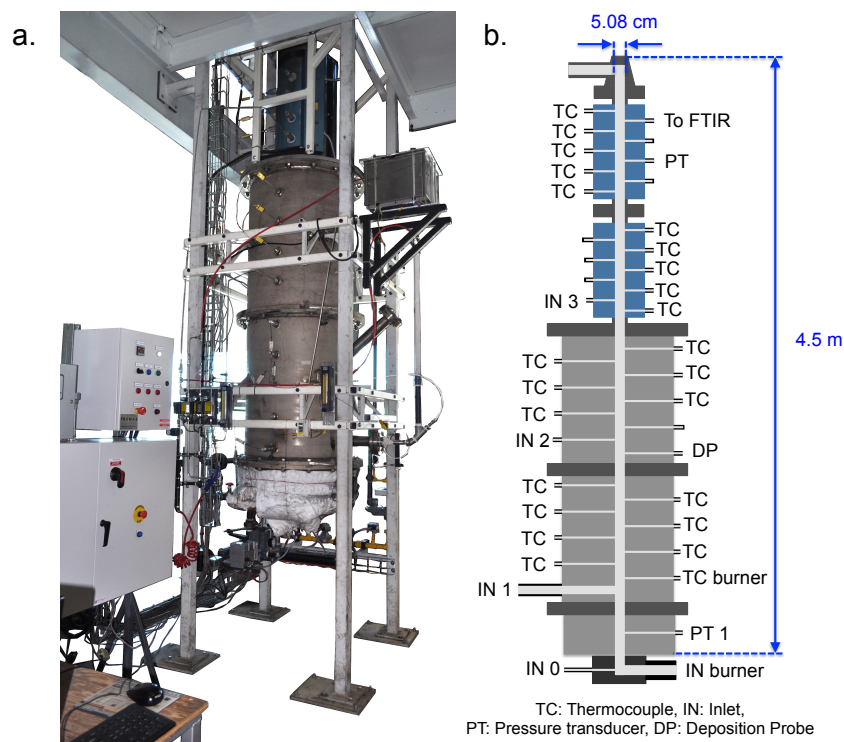 a.
b.
5.08 cm
TC
To FTIR
TC
TC
PT
TC
TC
TC
TC
TC
TC
IN 3
TC
TC
TC
TC
TC
TC
TC
TC
IN 2
DP
TC
TC
TC
TC
TC
TC
TC
TC burner
IN 1
PT 1
IN 0
IN burner
4.5 m
TC: Thermocouple, IN: Inlet,
PT: Pressure transducer, DP: Deposition Probe